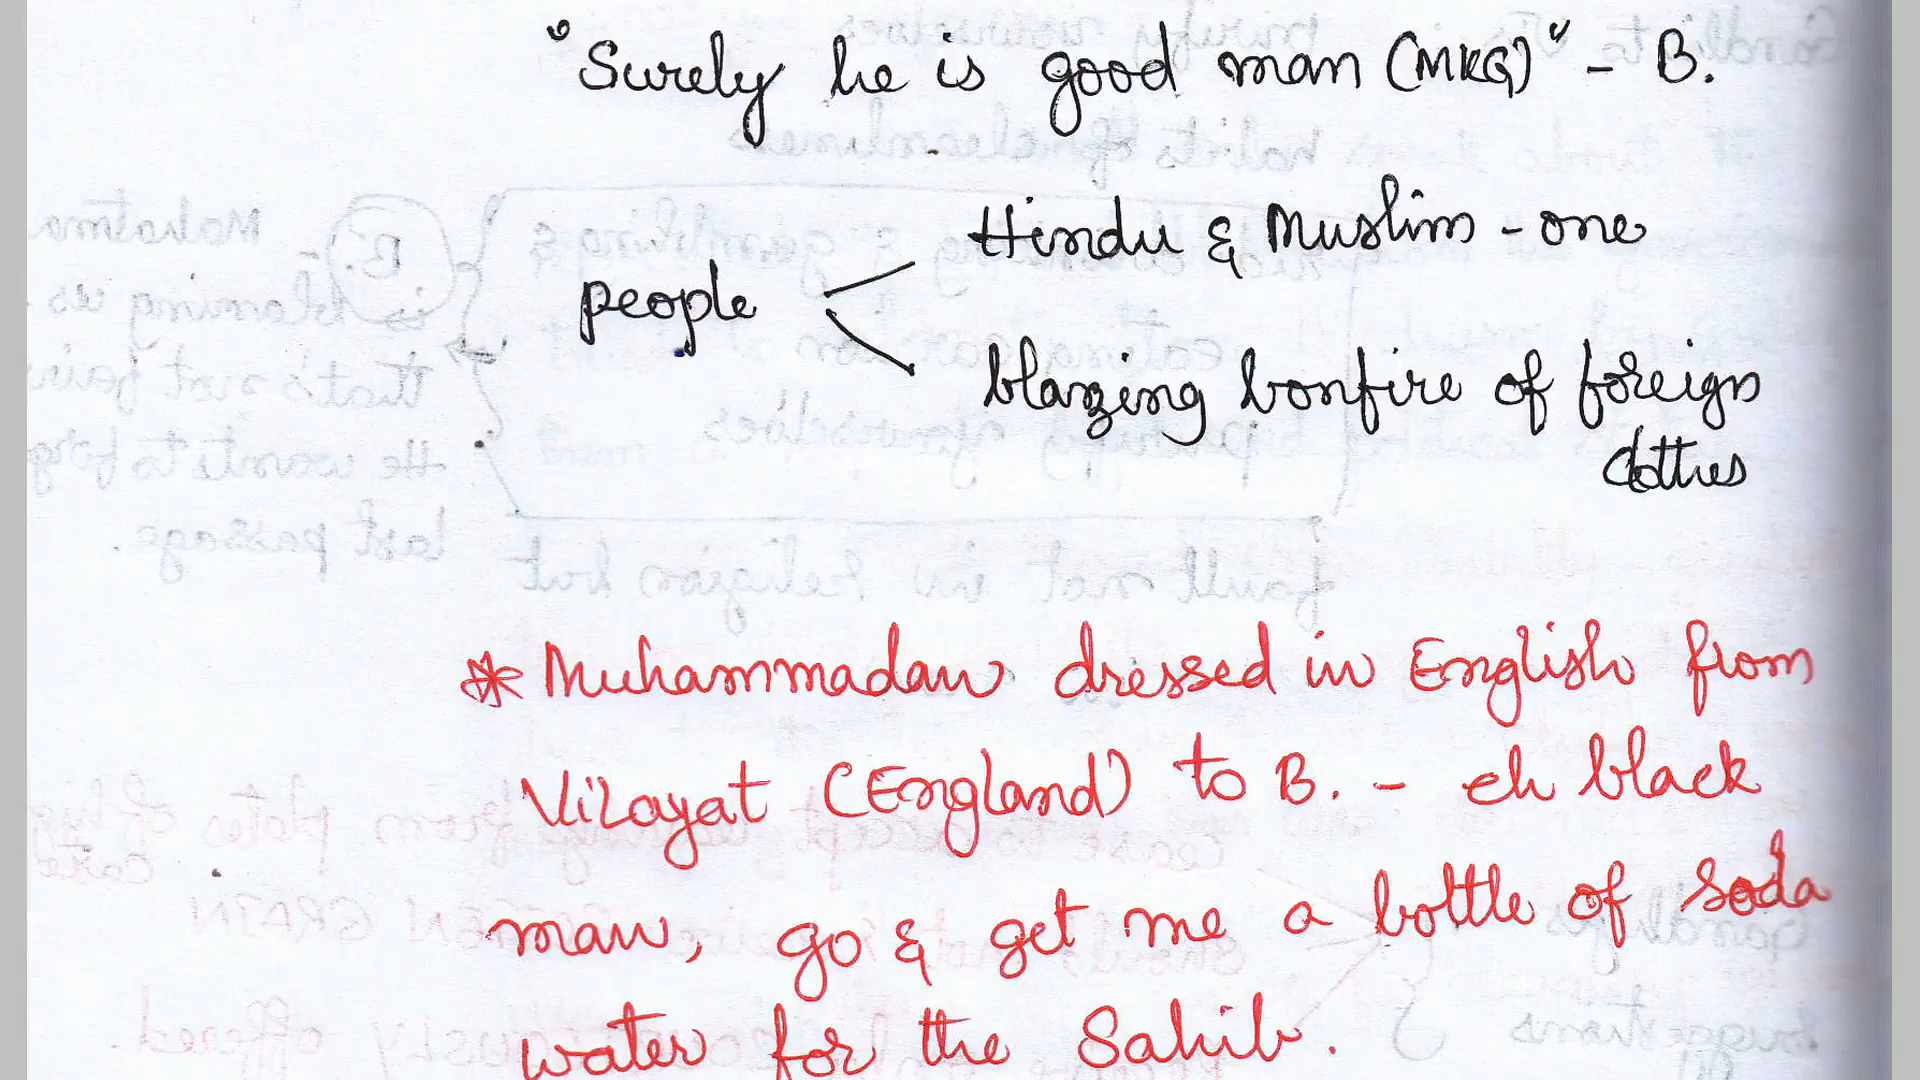 "Surely he is good man (MKG)" - B.
people
Hindu & Muslim - one
blazing bonfire of foreign
clothes
* Muhammadan dressed in English from
Vilayat (England) to B. - eh black
man, go & get me a bottle of soda
water for the Sahib.